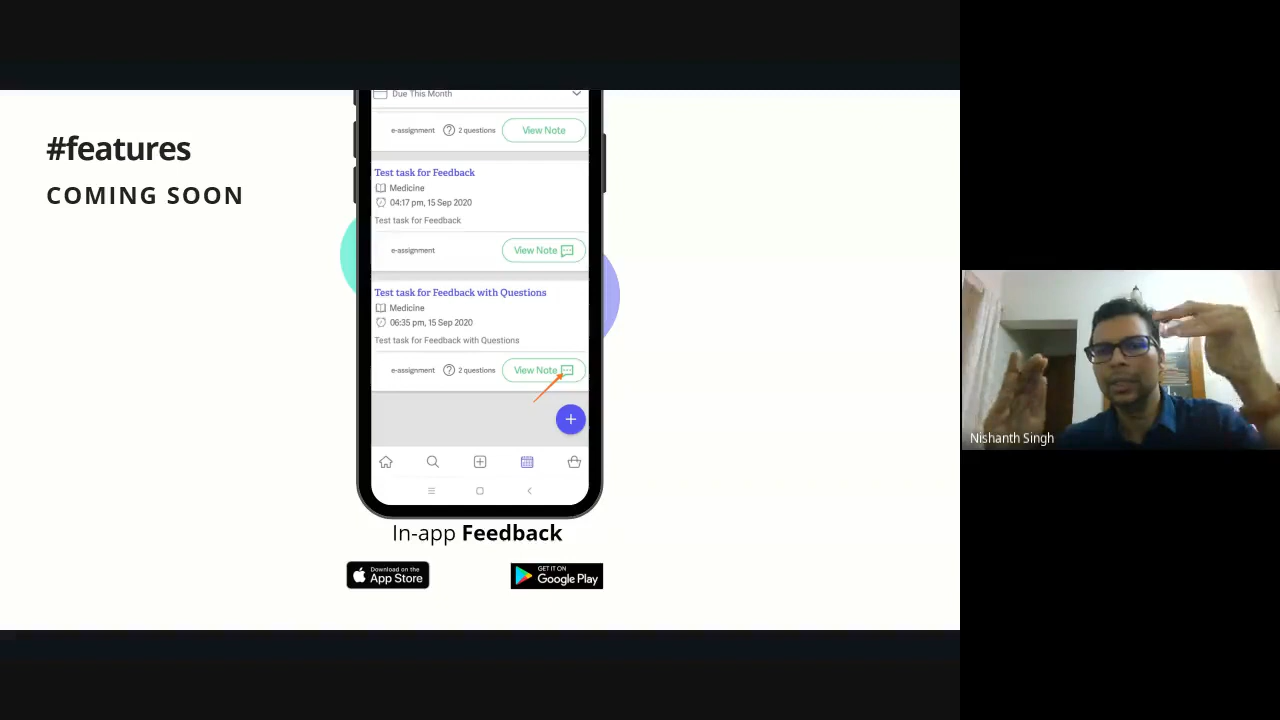 #features
COMING SOON
Due This Month
e-assignment 2 questions View Note
Test task for Feedback
Medicine
04:17 pm, 15 Sep 2020
Test task for Feedback
e-assignment View Note
Test task for Feedback with Questions
Medicine
06:35 pm, 15 Sep 2020
Test task for Feedback with Questions
e-assignment 2 questions View Note
In-app Feedback
Download on the
App Store
GET IT ON
Google Play
Nishanth Singh